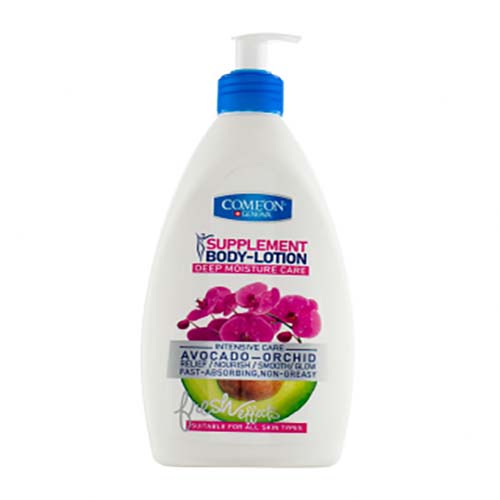 COMEON
GENOVA
SUPPLEMENT
BODY-LOTION
DEEP MOISTURE CARE
INTENSIVE CARE
AVOCADO–ORCHID
RELIEF / NOURISH / SMOOTH / GLOW
FAST-ABSORBING, NON-GREASY
fresh effect
SUITABLE FOR ALL SKIN TYPES